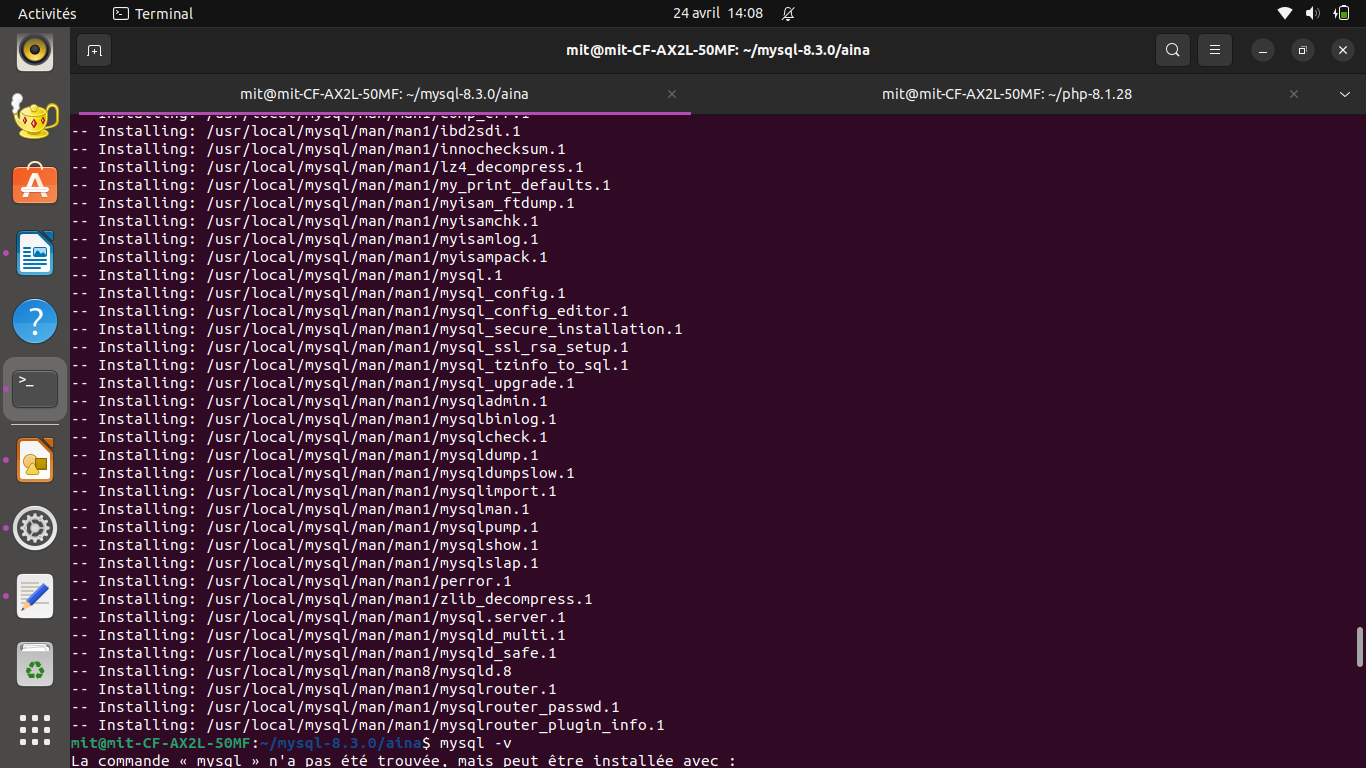 Activités
Terminal
24 avril 14:08
mit@mit-CF-AX2L-50MF: ~/mysql-8.3.0/aina
mit@mit-CF-AX2L-50MF: ~/mysql-8.3.0/aina
mit@mit-CF-AX2L-50MF: ~/php-8.1.28
-- Installing: /usr/local/mysql/man/man1/comp_err.1
-- Installing: /usr/local/mysql/man/man1/ibd2sdi.1
-- Installing: /usr/local/mysql/man/man1/innochecksum.1
-- Installing: /usr/local/mysql/man/man1/lz4_decompress.1
-- Installing: /usr/local/mysql/man/man1/my_print_defaults.1
-- Installing: /usr/local/mysql/man/man1/myisam_ftdump.1
-- Installing: /usr/local/mysql/man/man1/myisamchk.1
-- Installing: /usr/local/mysql/man/man1/myisamlog.1
-- Installing: /usr/local/mysql/man/man1/myisampack.1
-- Installing: /usr/local/mysql/man/man1/mysql.1
-- Installing: /usr/local/mysql/man/man1/mysql_config.1
-- Installing: /usr/local/mysql/man/man1/mysql_config_editor.1
-- Installing: /usr/local/mysql/man/man1/mysql_secure_installation.1
-- Installing: /usr/local/mysql/man/man1/mysql_ssl_rsa_setup.1
-- Installing: /usr/local/mysql/man/man1/mysql_tzinfo_to_sql.1
-- Installing: /usr/local/mysql/man/man1/mysql_upgrade.1
-- Installing: /usr/local/mysql/man/man1/mysqladmin.1
-- Installing: /usr/local/mysql/man/man1/mysqlbinlog.1
-- Installing: /usr/local/mysql/man/man1/mysqlcheck.1
-- Installing: /usr/local/mysql/man/man1/mysqldump.1
-- Installing: /usr/local/mysql/man/man1/mysqldumpslow.1
-- Installing: /usr/local/mysql/man/man1/mysqlimport.1
-- Installing: /usr/local/mysql/man/man1/mysqlman.1
-- Installing: /usr/local/mysql/man/man1/mysqlpump.1
-- Installing: /usr/local/mysql/man/man1/mysqlshow.1
-- Installing: /usr/local/mysql/man/man1/mysqlslap.1
-- Installing: /usr/local/mysql/man/man1/perror.1
-- Installing: /usr/local/mysql/man/man1/zlib_decompress.1
-- Installing: /usr/local/mysql/man/man1/mysql.server.1
-- Installing: /usr/local/mysql/man/man1/mysqld_multi.1
-- Installing: /usr/local/mysql/man/man1/mysqld_safe.1
-- Installing: /usr/local/mysql/man/man8/mysqld.8
-- Installing: /usr/local/mysql/man/man1/mysqlrouter.1
-- Installing: /usr/local/mysql/man/man1/mysqlrouter_passwd.1
-- Installing: /usr/local/mysql/man/man1/mysqlrouter_plugin_info.1
mit@mit-CF-AX2L-50MF:~/mysql-8.3.0/aina$ mysql -v
La commande « mysql » n'a pas été trouvée, mais peut être installée avec :